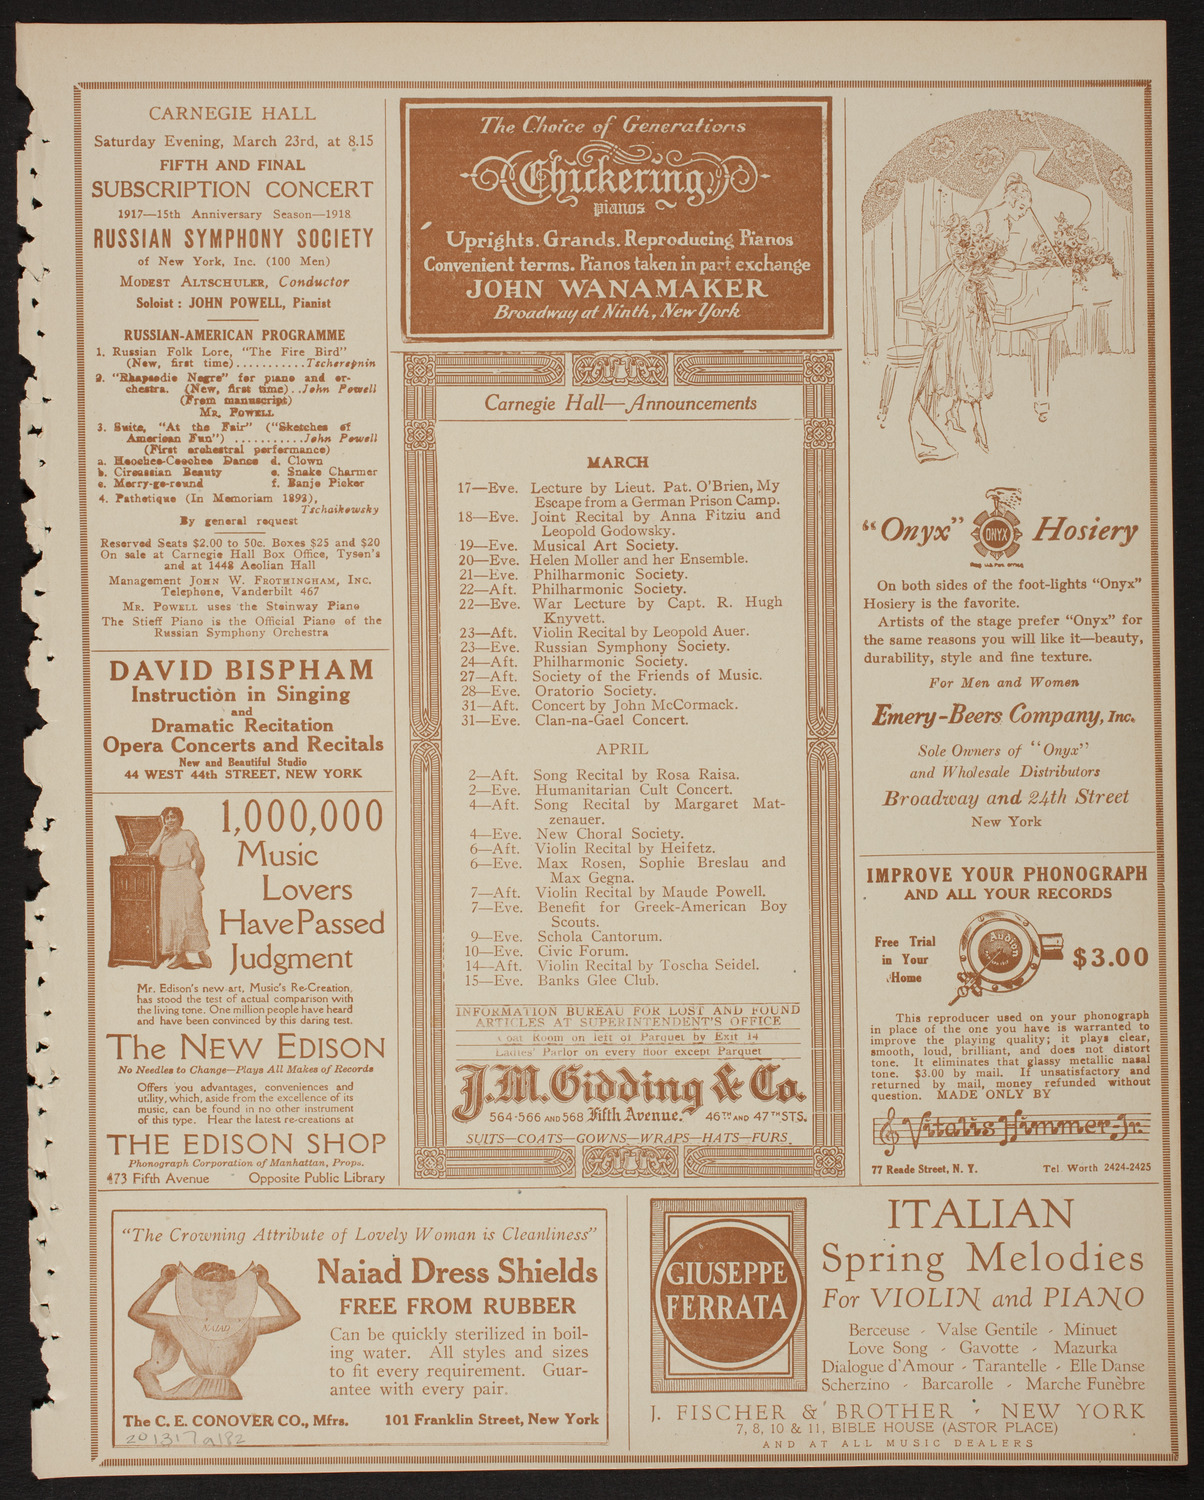 CARNEGIE HALL
Saturday Evening, March 23rd, at 8.15
FIFTH AND FINAL
SUBSCRIPTION CONCERT
1917—15th Anniversary Season—1918
RUSSIAN SYMPHONY SOCIETY
of New York, Inc. (100 Men)
MODEST ALTSCHULER, Conductor
Soloist: JOHN POWELL, Pianist
RUSSIAN-AMERICAN PROGRAMME
1. Russian Folk Lore, "The Fire Bird"
(New, first time)...........Tscherepnin
2. "Rhapsodie Negre" for piano and or-
chestra. (New, first time)..John Powell
(From manuscript)
MR. POWELL
3. Suite, "At the Fair" ("Sketches of
American Fun") ...........John Powell
(First orchestral performance)
a. Hoochee-Coochee Dance d. Clown
b. Circassian Beauty e. Snake Charmer
c. Merry-go-round f. Banjo Picker
4. Pathetique (In Memoriam 1893),
Tschaikowsky
By general request
Reserved Seats $2.00 to 50c. Boxes $25 and $20
On sale at Carnegie Hall Box Office, Tyson's
and at 1448 Aeolian Hall
Management JOHN W. FROTHINGHAM, INC.
Telephone, Vanderbilt 467
MR. POWELL uses the Steinway Piano
The Stieff Piano is the Official Piano of the
Russian Symphony Orchestra
DAVID BISPHAM
Instruction in Singing
and
Dramatic Recitation
Opera Concerts and Recitals
New and Beautiful Studio
44 WEST 44th STREET, NEW YORK
1,000,000
Music
Lovers
Have Passed
Judgment
Mr. Edison's new art, Music's Re-Creation,
has stood the test of actual comparison with
the living tone. One million people have heard
and have been convinced by this daring test.
The NEW EDISON
No Needles to Change—Plays All Makes of Records
Offers you advantages, conveniences and
utility, which, aside from the excellence of its
music, can be found in no other instrument
of this type. Hear the latest re-creations at
THE EDISON SHOP
Phonograph Corporation of Manhattan, Props.
473 Fifth Avenue Opposite Public Library
The Choice of Generations
Chickering
pianos
Uprights. Grands. Reproducing Pianos
Convenient terms. Pianos taken in part exchange
JOHN WANAMAKER
Broadway at Ninth, New York
Carnegie Hall—Announcements
MARCH
17—Eve. Lecture by Lieut. Pat. O'Brien, My
Escape from a German Prison Camp.
18—Eve. Joint Recital by Anna Fitziu and
Leopold Godowsky.
19—Eve. Musical Art Society.
20—Eve. Helen Moller and her Ensemble.
21—Eve. Philharmonic Society.
22—Aft. Philharmonic Society.
22—Eve. War Lecture by Capt. R. Hugh
Knyvett.
23—Aft. Violin Recital by Leopold Auer.
23—Eve. Russian Symphony Society.
24—Aft. Philharmonic Society.
27—Aft. Society of the Friends of Music.
28—Eve. Oratorio Society.
31—Aft. Concert by John McCormack.
31—Eve. Clan-na-Gael Concert.
APRIL
2—Aft. Song Recital by Rosa Raisa.
2—Eve. Humanitarian Cult Concert.
4—Aft. Song Recital by Margaret Mat-
zenauer.
4—Eve. New Choral Society.
6—Aft. Violin Recital by Heifetz.
6—Eve. Max Rosen, Sophie Breslau and
Max Gegna.
7—Aft. Violin Recital by Maude Powell.
7—Eve. Benefit for Greek-American Boy
Scouts.
9—Eve. Schola Cantorum.
10—Eve. Civic Forum.
14—Aft. Violin Recital by Toscha Seidel.
15—Eve. Banks Glee Club.
INFORMATION BUREAU FOR LOST AND FOUND
ARTICLES AT SUPERINTENDENT'S OFFICE
Coat Room on left of Parquet by Exit 14
Ladies' Parlor on every floor except Parquet
J. M. Gidding & Co.
564-566 AND 568 Fifth Avenue. 46TH AND 47TH STS.
SUITS—COATS—GOWNS—WRAPS—HATS—FURS.
"Onyx" ONYX Hosiery
REG. U.S. PAT. OFFICE
On both sides of the foot-lights "Onyx"
Hosiery is the favorite.
Artists of the stage prefer "Onyx" for
the same reasons you will like it—beauty,
durability, style and fine texture.
For Men and Women
Emery-Beers Company, Inc.
Sole Owners of "Onyx"
and Wholesale Distributors
Broadway and 24th Street
New York
IMPROVE YOUR PHONOGRAPH
AND ALL YOUR RECORDS
Free Trial
in Your
Home
Audion
$3.00
This reproducer used on your phonograph
in place of the one you have is warranted to
improve the playing quality; it plays clear,
smooth, loud, brilliant, and does not distort
tone. It eliminates that glassy metallic nasal
tone. $3.00 by mail. If unsatisfactory and
returned by mail, money refunded without
question. MADE ONLY BY
Vitalis Himmer Jr.
77 Reade Street, N. Y. Tel Worth 2424-2425
"The Crowning Attribute of Lovely Woman is Cleanliness"
NAIAD
Naiad Dress Shields
FREE FROM RUBBER
Can be quickly sterilized in boil-
ing water. All styles and sizes
to fit every requirement. Guar-
antee with every pair.
The C. E. CONOVER CO., Mfrs. 101 Franklin Street, New York
GIUSEPPE
FERRATA
ITALIAN
Spring Melodies
For VIOLIN and PIANO
Berceuse - Valse Gentile - Minuet
Love Song - Gavotte - Mazurka
Dialogue d'Amour - Tarantelle - Elle Danse
Scherzino - Barcarolle - Marche Funèbre
J. FISCHER & BROTHER · NEW YORK
7, 8, 10 & 11, BIBLE HOUSE (ASTOR PLACE)
AND AT ALL MUSIC DEALERS